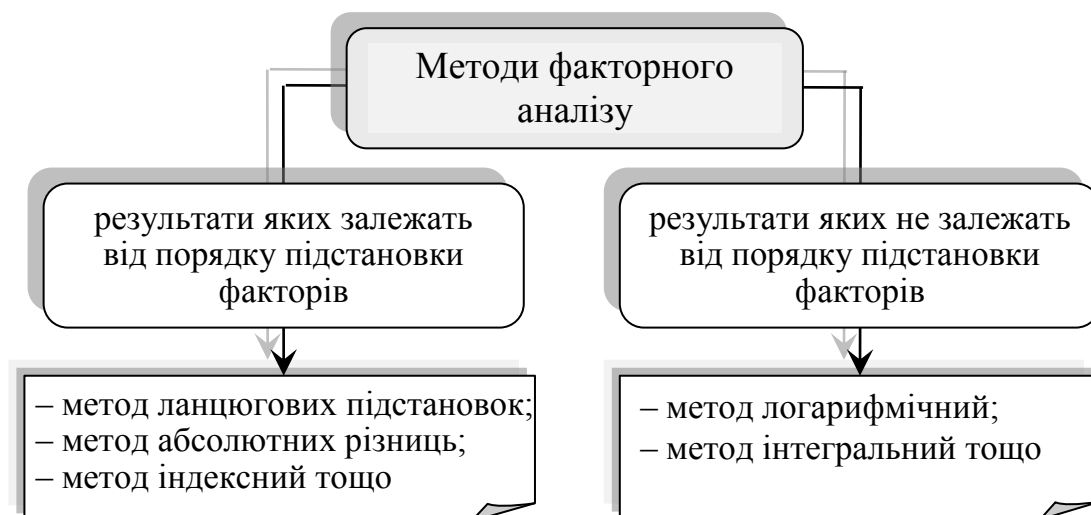 Методи факторного
аналізу
результати яких залежать
від порядку підстановки
факторів
результати яких не залежать
від порядку підстановки
факторів
– метод ланцюгових підстановок;
– метод абсолютних різниць;
– метод індексний тощо
– метод логарифмічний;
– метод інтегральний тощо